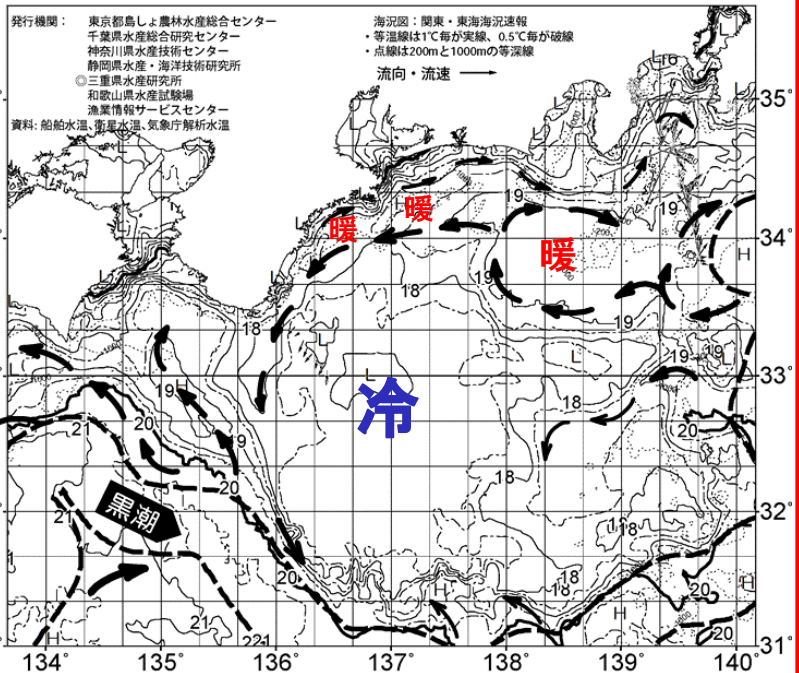 発行機関： 東京都島しょ農林水産総合センター
千葉県水産総合研究センター
神奈川県水産技術センター
静岡県水産・海洋技術研究所
◎三重県水産研究所
和歌山県水産試験場
漁業情報サービスセンター
資料: 船舶水温、衛星水温、気象庁解析水温
海況図：関東・東海海況速報
・等温線は1℃毎が実線、0.5℃毎が破線
・点線は200mと1000mの等深線
流向・流速
35°
L
L
L
19
暖
暖
19
34°
暖
H
19
18
18
19
L
L
19
19
L
33°
H
19
L
冷
18
20
20
2
9
18
20
黒潮
21
18
32°
20
18
18
H
H
20
H
21
20
H
221
31°
134°
135°
136°
137°
138°
139°
140°